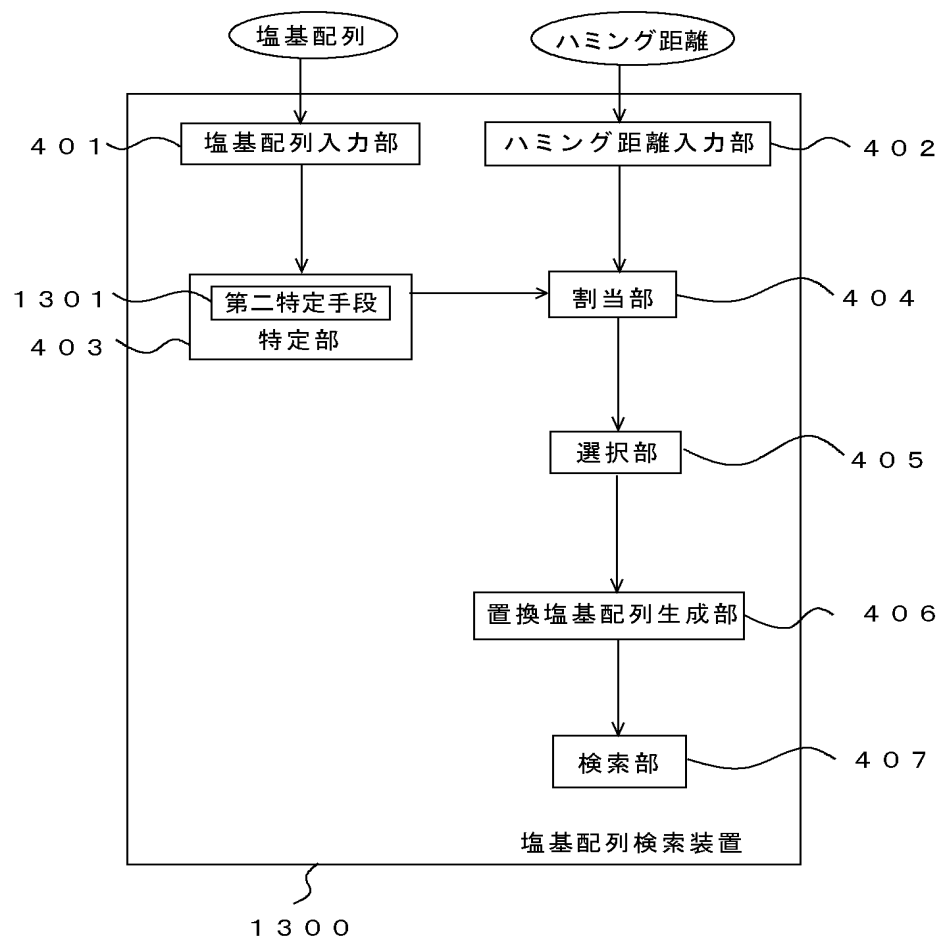 塩基配列
ハミング距離
401
塩基配列入力部
ハミング距離入力部
402
1301
第二特定手段
割当部
404
403
特定部
選択部
405
置換塩基配列生成部
406
検索部
407
塩基配列検索装置
1300